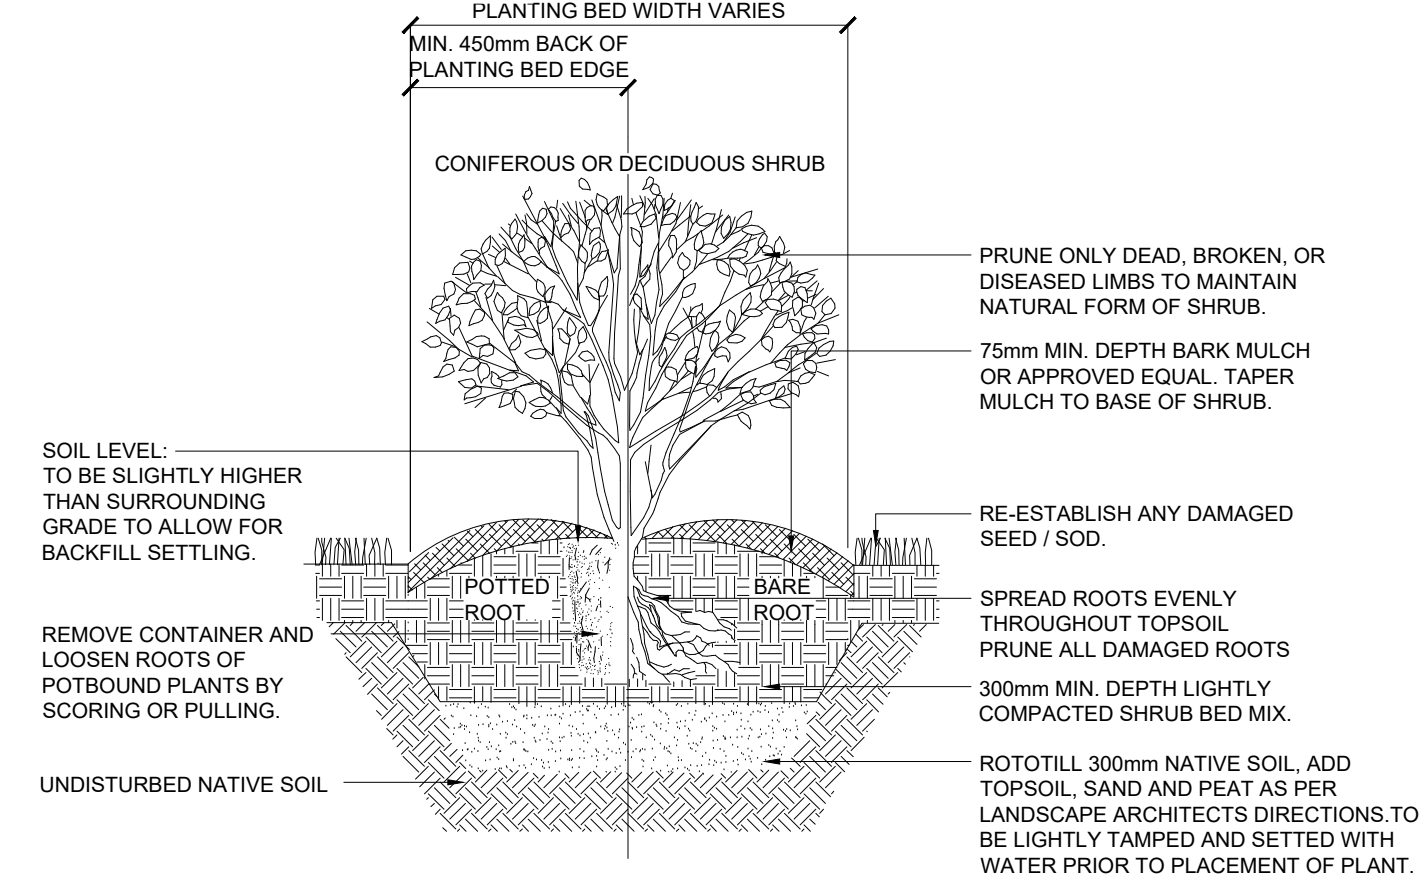 PLANTING BED WIDTH VARIES
MIN. 450mm BACK OF
PLANTING BED EDGE
CONIFEROUS OR DECIDUOUS SHRUB
PRUNE ONLY DEAD, BROKEN, OR
DISEASED LIMBS TO MAINTAIN
NATURAL FORM OF SHRUB.
75mm MIN. DEPTH BARK MULCH
OR APPROVED EQUAL. TAPER
MULCH TO BASE OF SHRUB.
SOIL LEVEL:
TO BE SLIGHTLY HIGHER
THAN SURROUNDING
GRADE TO ALLOW FOR
BACKFILL SETTLING.
RE-ESTABLISH ANY DAMAGED
SEED / SOD.
POTTED
ROOT
BARE
ROOT
SPREAD ROOTS EVENLY
THROUGHOUT TOPSOIL
PRUNE ALL DAMAGED ROOTS
REMOVE CONTAINER AND
LOOSEN ROOTS OF
POTBOUND PLANTS BY
SCORING OR PULLING.
300mm MIN. DEPTH LIGHTLY
COMPACTED SHRUB BED MIX.
UNDISTURBED NATIVE SOIL
ROTOTILL 300mm NATIVE SOIL, ADD
TOPSOIL, SAND AND PEAT AS PER
LANDSCAPE ARCHITECTS DIRECTIONS.TO
BE LIGHTLY TAMPED AND SETTED WITH
WATER PRIOR TO PLACEMENT OF PLANT.